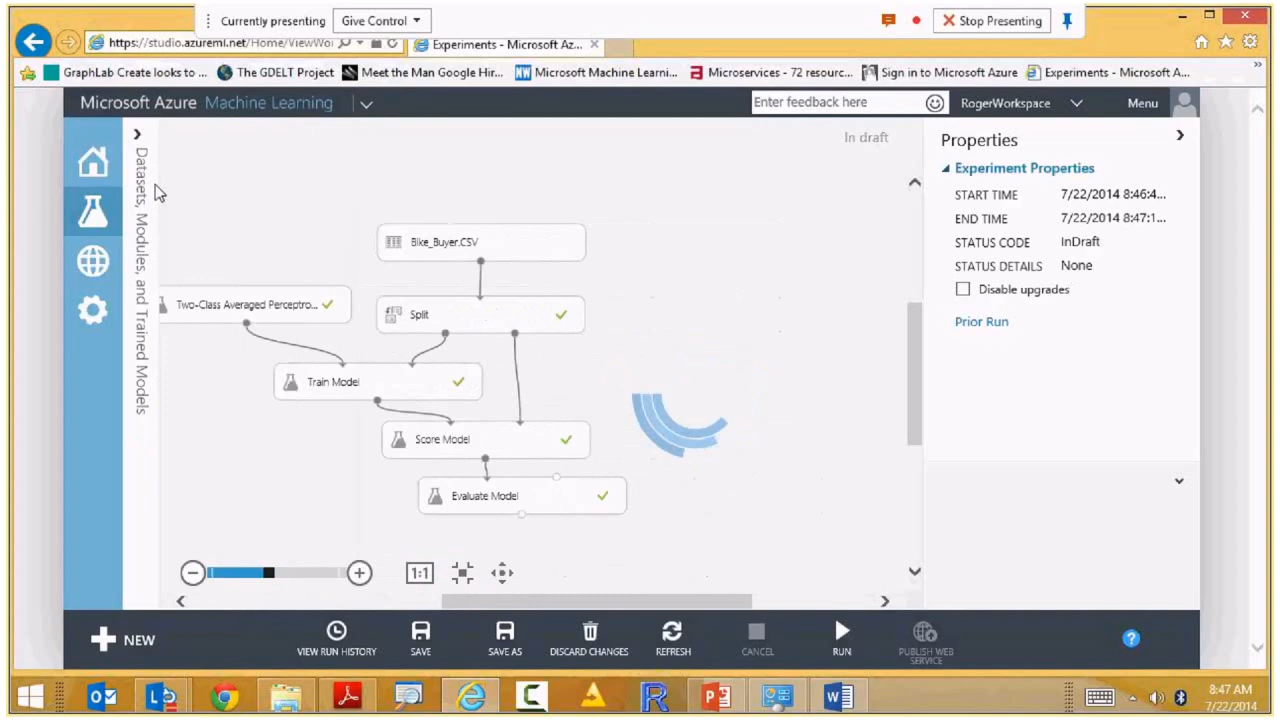 Currently presenting
Give Control
Stop Presenting
https://studio.azureml.net/Home/ViewWor
Experiments - Microsoft Az...
GraphLab Create looks to ...
The GDELT Project
Meet the Man Google Hir...
Microsoft Machine Learni...
Microservices - 72 resourc...
Sign in to Microsoft Azure
Experiments - Microsoft A...
Microsoft Azure Machine Learning
Enter feedback here
RogerWorkspace
Menu
Datasets, Modules, and Trained Models
In draft
Bike_Buyer.CSV
Two-Class Averaged Perceptro...
Split
Train Model
Score Model
Evaluate Model
1:1
Properties
Experiment Properties
START TIME 7/22/2014 8:46:4...
END TIME 7/22/2014 8:47:1...
STATUS CODE InDraft
STATUS DETAILS None
Disable upgrades
Prior Run
NEW
VIEW RUN HISTORY
SAVE
SAVE AS
DISCARD CHANGES
REFRESH
CANCEL
RUN
PUBLISH WEB
SERVICE
8:47 AM
7/22/2014